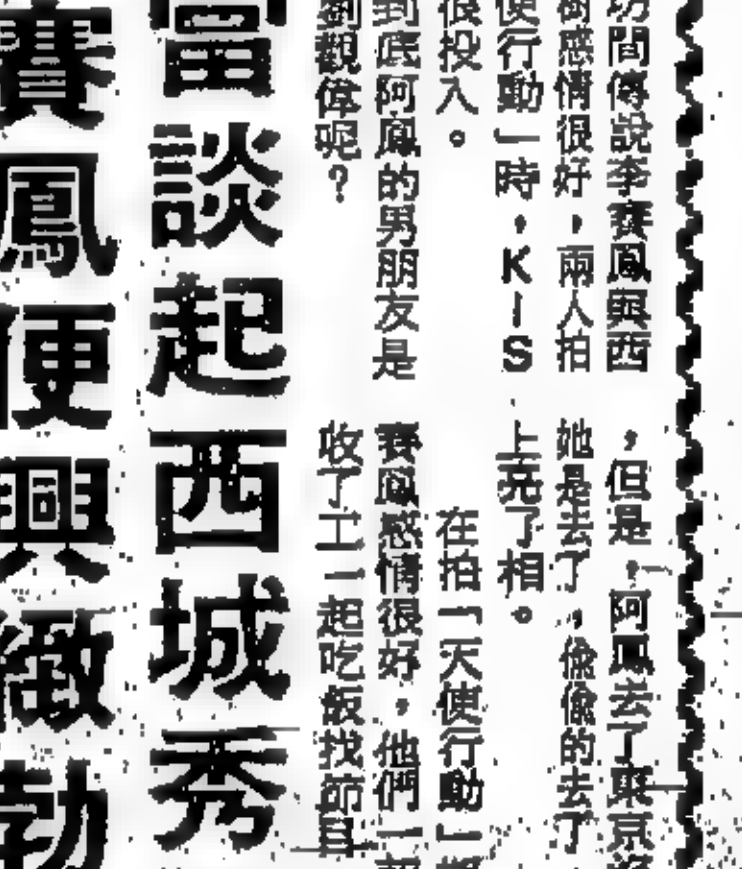 坊間傳說李賽鳳與西
樹感情很好，兩人拍
使行動」時，KIS
很投入。
到底阿鳳的男朋友是
劉觀偉呢？
，但是，阿鳳去了東京
她是去了，偷偷的去了
上亮了相。
在拍「天使行動」
賽鳳感情很好，他們一
收了工一起吃飯找節目
當談起西城秀
賽鳳便興緻勃